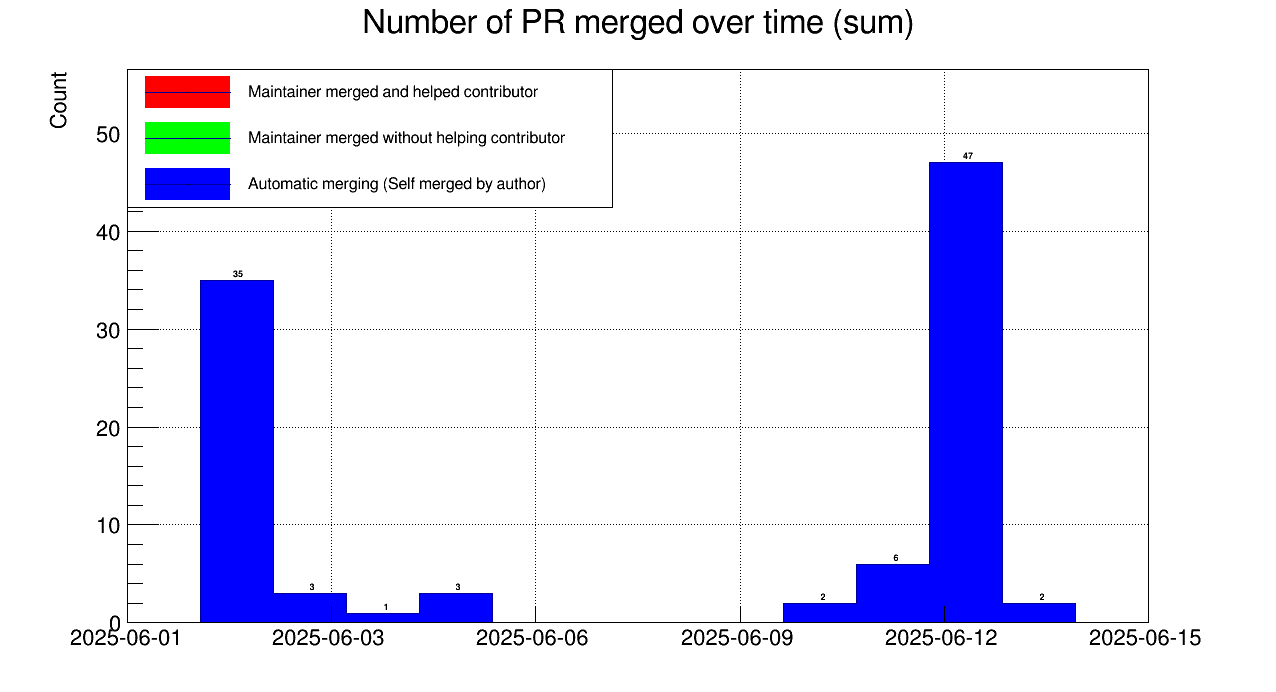 Number of PR merged over time (sum)
Count
Maintainer merged and helped contributor
Maintainer merged without helping contributor
Automatic merging (Self merged by author)
50
40
30
20
10
0
47
35
6
3
1
3
2
2
2025-06-01 2025-06-03 2025-06-06 2025-06-09 2025-06-12 2025-06-15